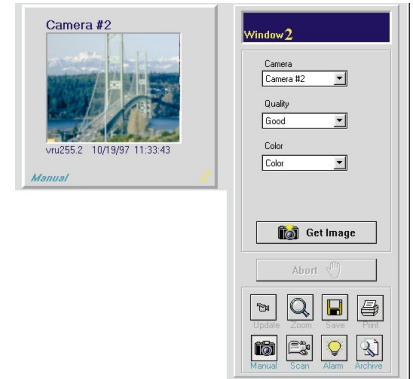 Camera #2
vru255.2 10/19/97 11:33:43
Manual
2
Window2
Camera
Camera #2
Quality
Good
Color
Color
Get Image
Abort
Update Zoom Save Print
Manual Scan Alarm Archive